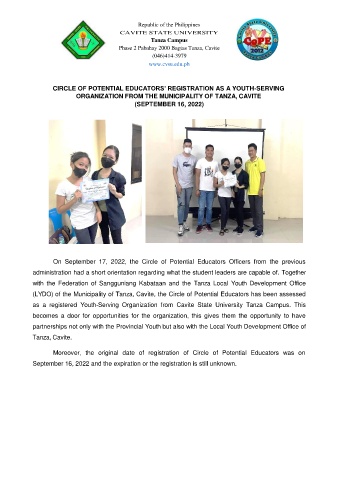 Republic of the Philippines
CAVITE STATE UNIVERSITY
Tanza Campus
Phase 2 Pahabay 2000 Bagtas Tanza, Cavite
(046)414-3979
www.cvsu.edu.ph
CoPE
2012
CIRCLE OF POTENTIAL EDUCATORS' REGISTRATION AS A YOUTH-SERVING
ORGANIZATION FROM THE MUNICIPALITY OF TANZA, CAVITE
(SEPTEMBER 16, 2022)
On September 17, 2022, the Circle of Potential Educators Officers from the previous
administration had a short orientation regarding what the student leaders are capable of. Together
with the Federation of Sangguniang Kabataan and the Tanza Local Youth Development Office
(LYDO) of the Municipality of Tanza, Cavite, the Circle of Potential Educators has been assessed
as a registered Youth-Serving Organization from Cavite State University Tanza Campus. This
becomes a door for opportunities for the organization, this gives them the opportunity to have
partnerships not only with the Provincial Youth but also with the Local Youth Development Office of
Tanza, Cavite.
Moreover, the original date of registration of Circle of Potential Educators was on
September 16, 2022 and the expiration or the registration is still unknown.